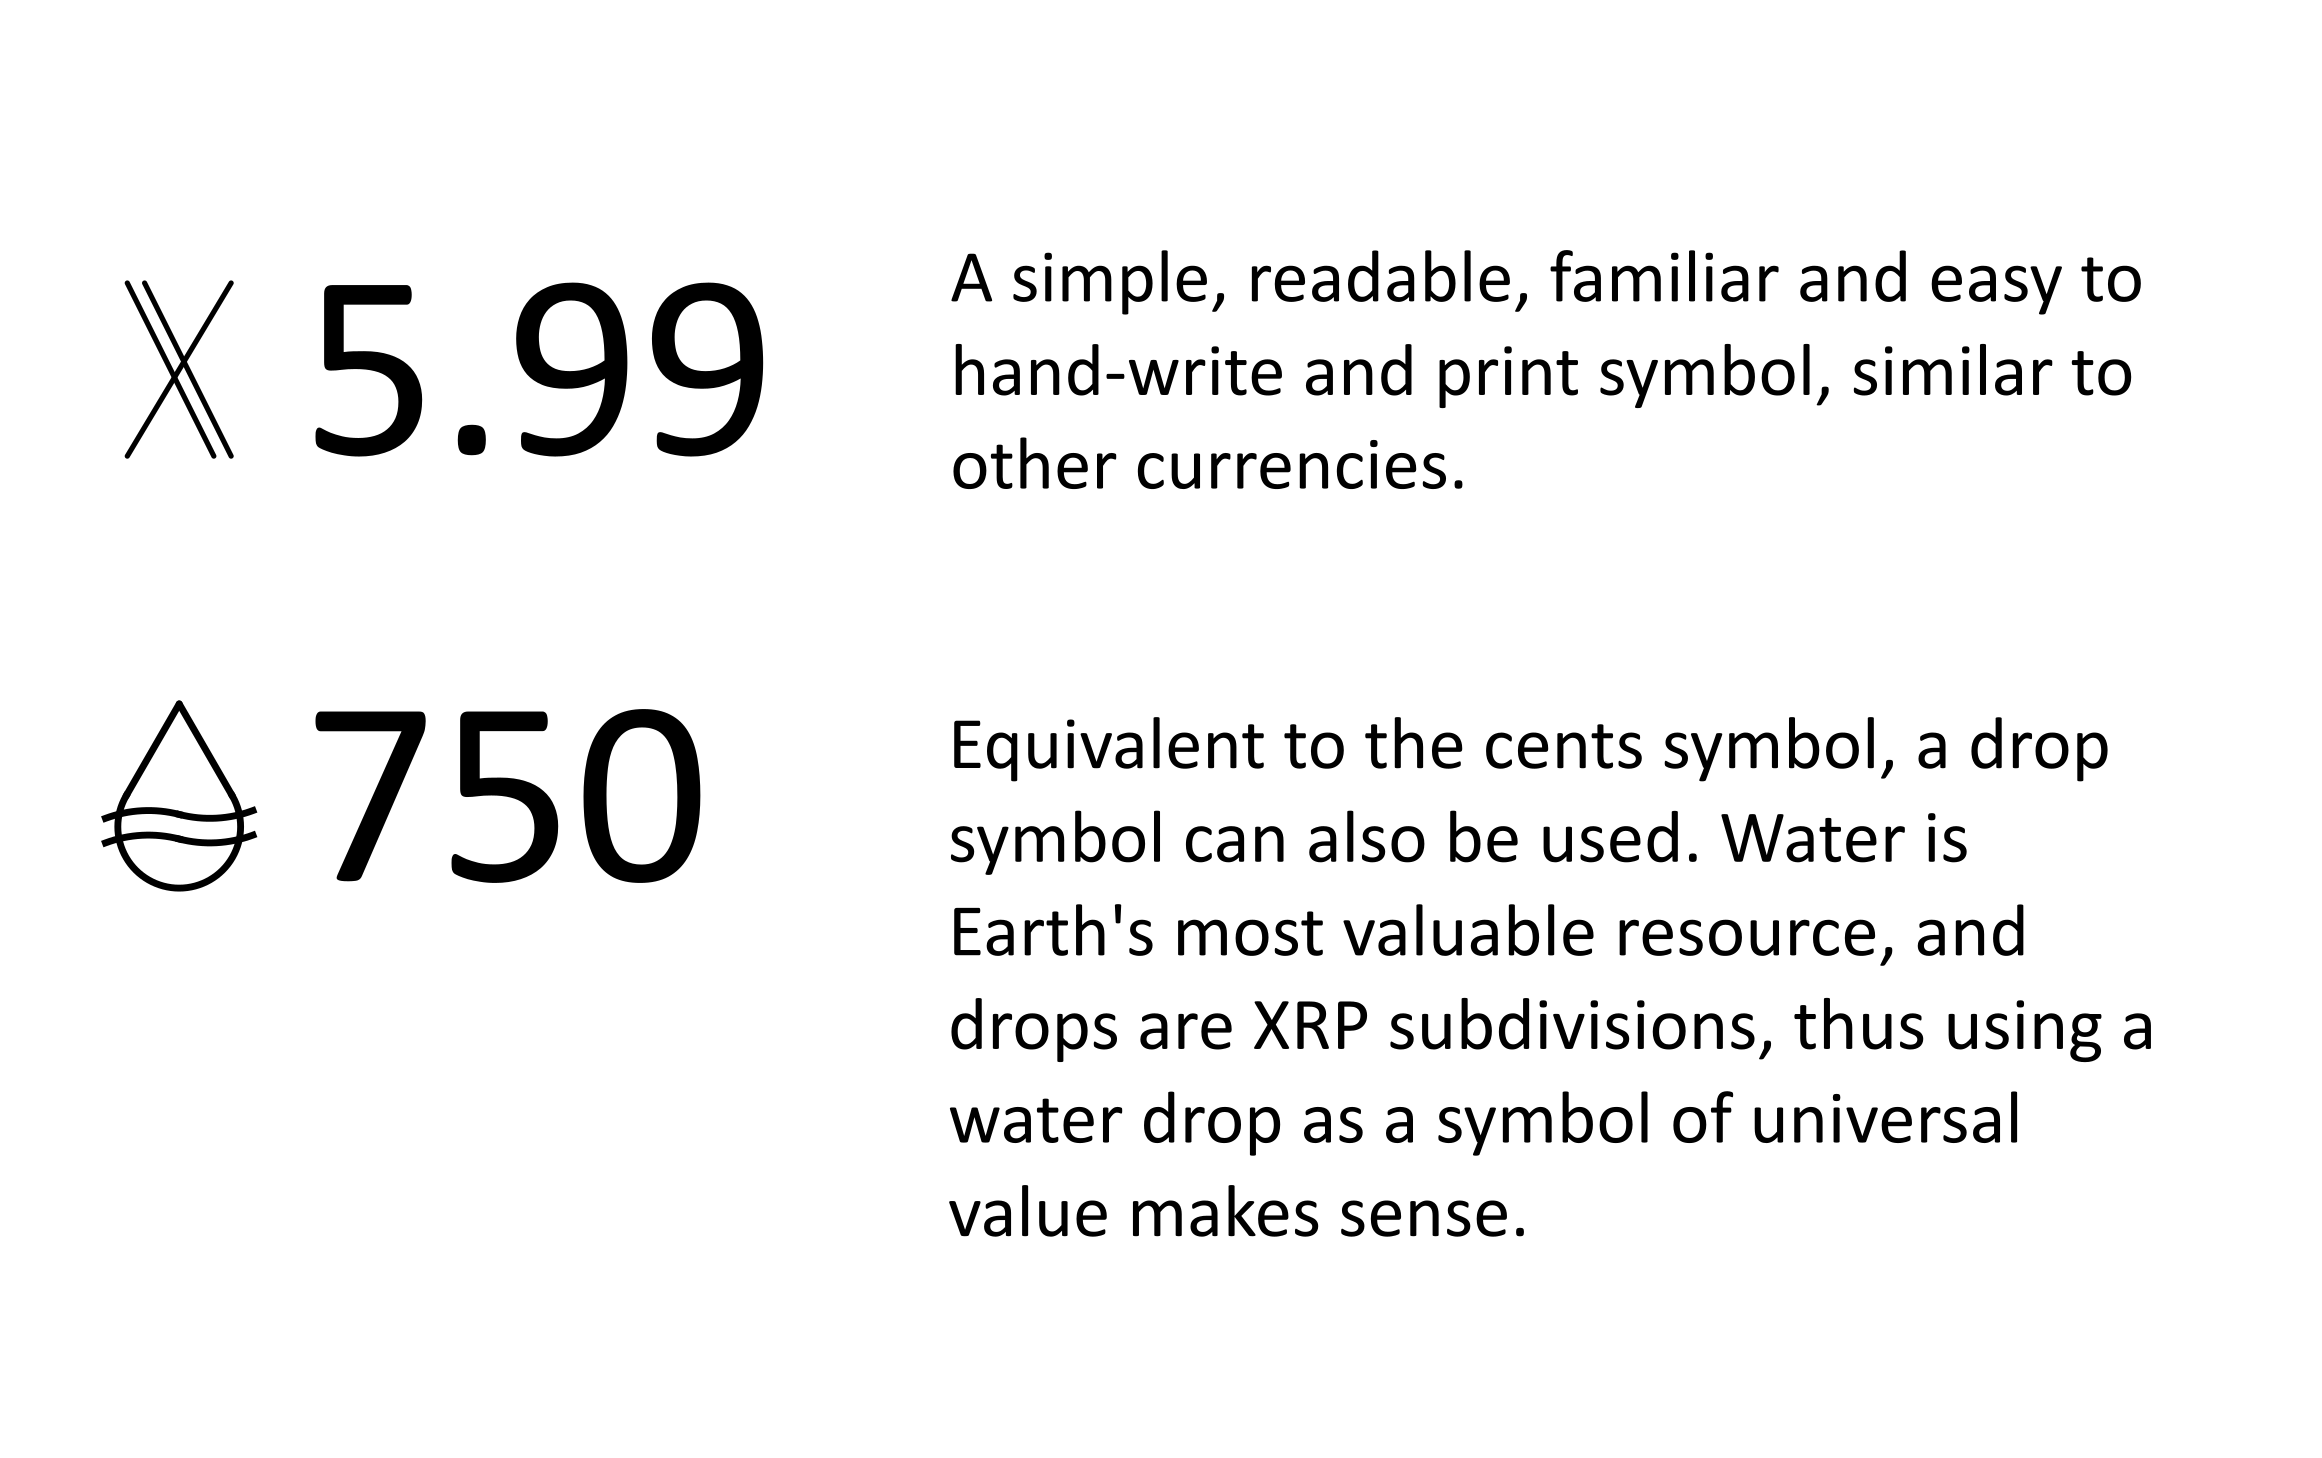 X 5.99
A simple, readable, familiar and easy to
hand-write and print symbol, similar to
other currencies.
750
Equivalent to the cents symbol, a drop
symbol can also be used. Water is
Earth's most valuable resource, and
drops are XRP subdivisions, thus using a
water drop as a symbol of universal
value makes sense.